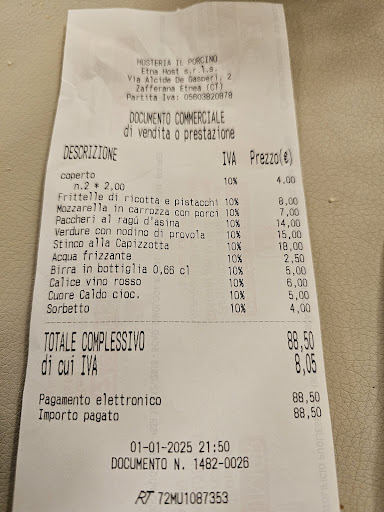 HOSTERIA IL PORCINO
Etna Host s.r.l.s.
Via Alcide De Gasperi, 2
Zafferana Etnea (CT)
Partita Iva: 05603820878
DOCUMENTO COMMERCIALE
di vendita o prestazione
DESCRIZIONE IVA Prezzo(€)
coperto 10% 4,00
n.2 * 2,00
Frittelle di ricotta e pistacchi 10% 8,00
Mozzarella in carrozza con porci 10% 7,00
Paccheri al ragù d'asina 10% 14,00
Verdure con nodino di provola 10% 15,00
Stinco alla Capizzotta 10% 18,00
Acqua frizzante 10% 2,50
Birra in bottiglia 0,66 cl 10% 5,00
Calice vino rosso 10% 6,00
Cuore Caldo cioc. 10% 5,00
Sorbetto 10% 4,00
TOTALE COMPLESSIVO 88,50
di cui IVA 8,05
Pagamento elettronico 88,50
Importo pagato 88,50
01-01-2025 21:50
DOCUMENTO N. 1482-0026
RT 72MU1087353